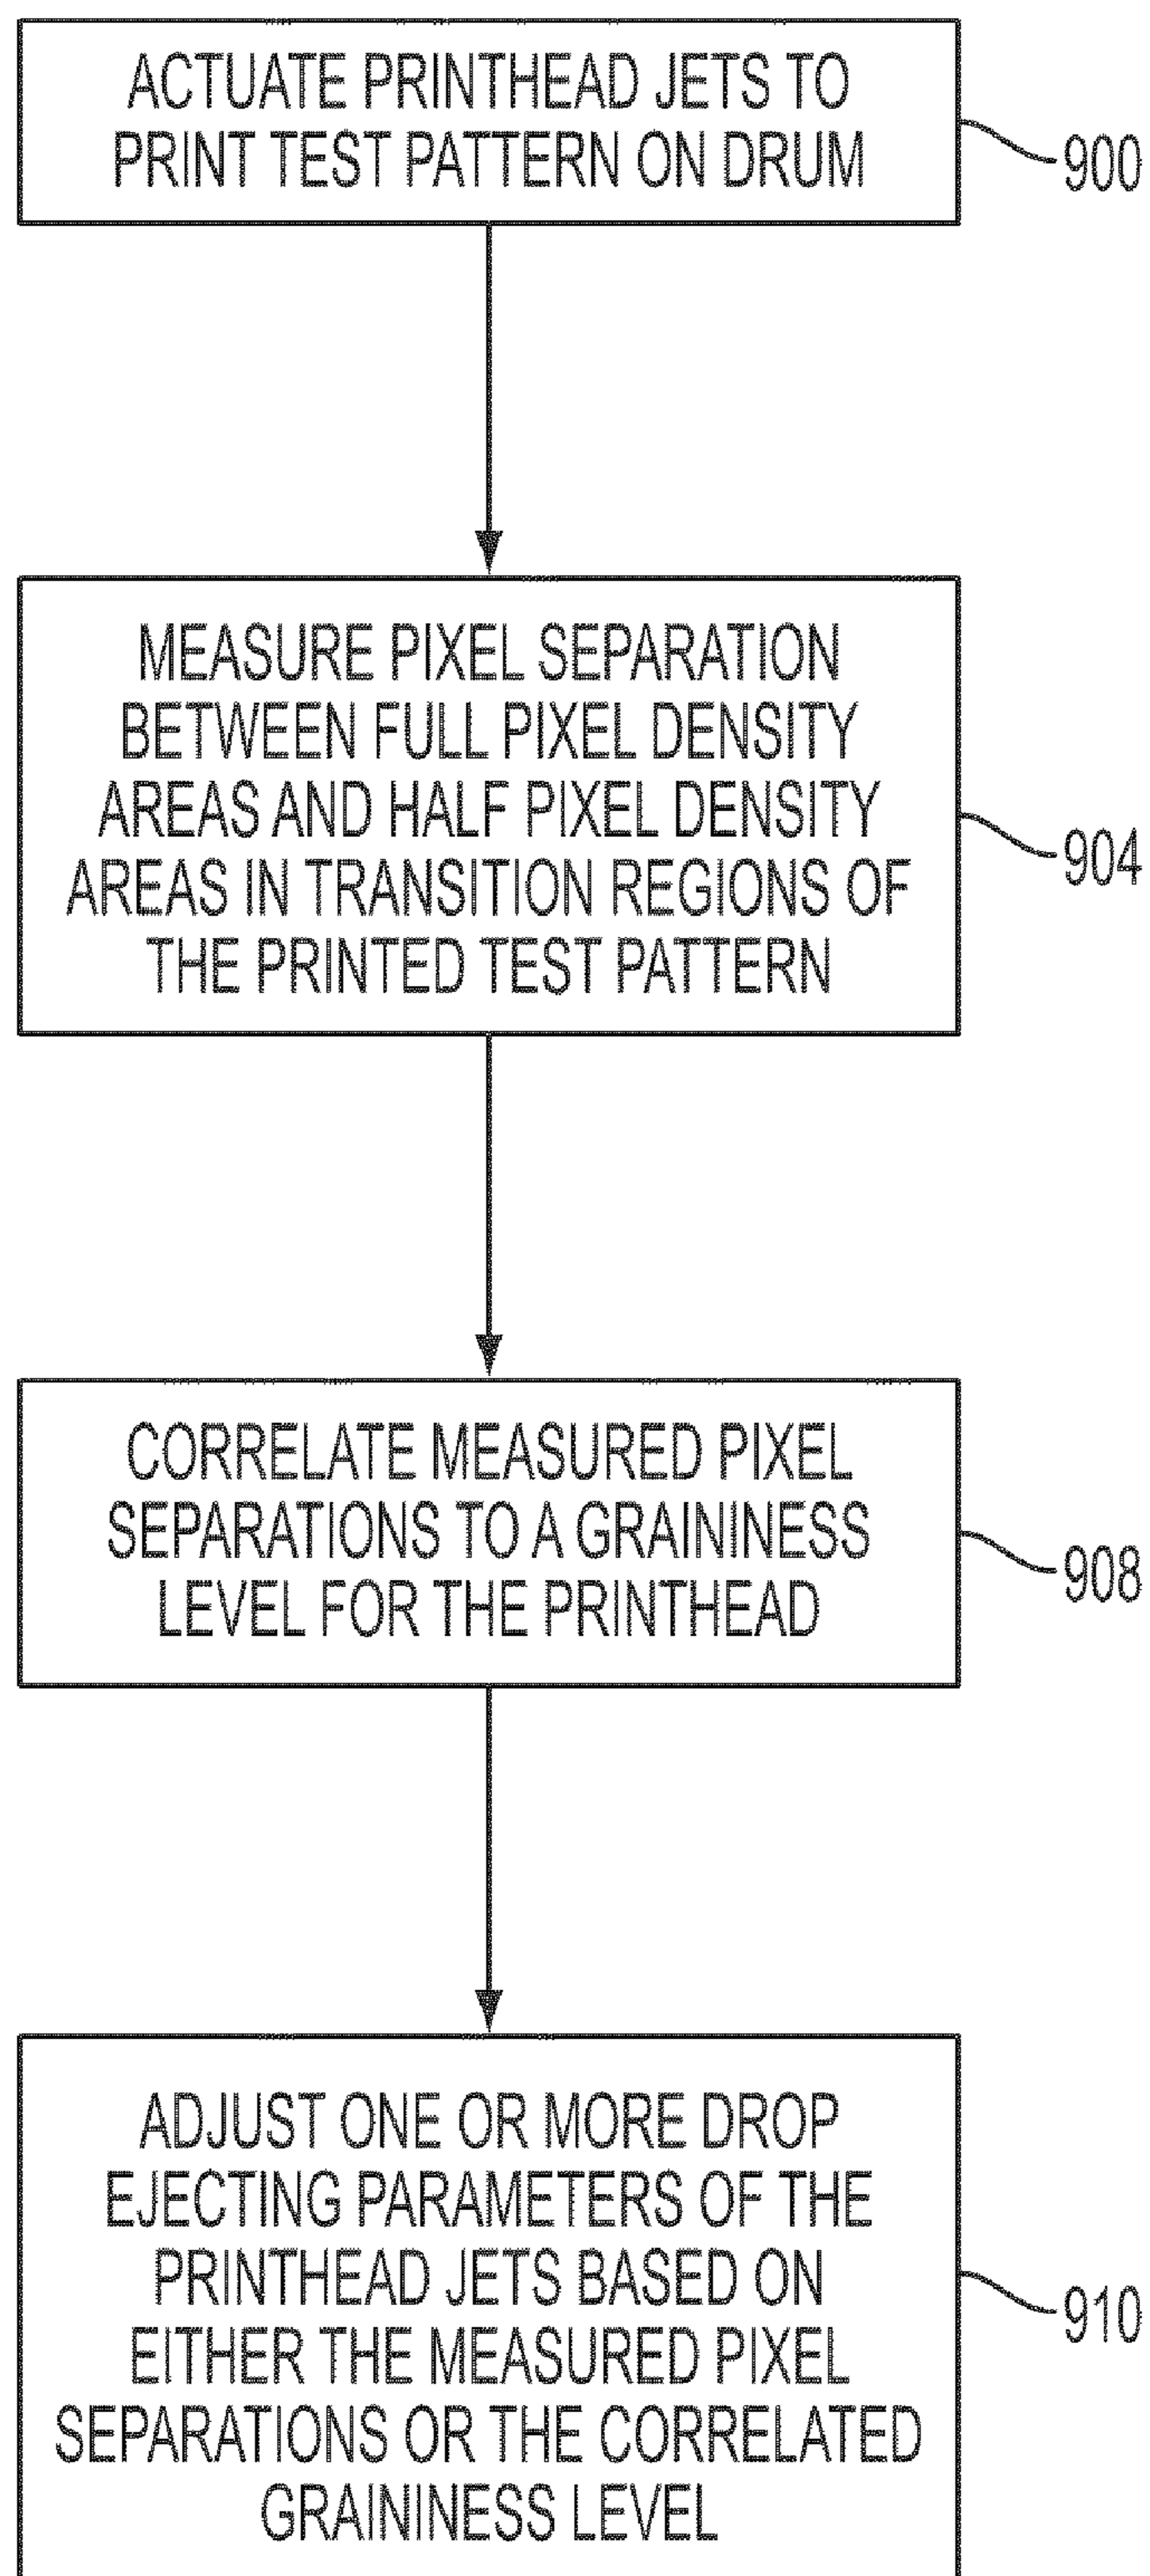 ACTUATE PRINTHEAD JETS TO
PRINT TEST PATTERN ON DRUM
900
MEASURE PIXEL SEPARATION
BETWEEN FULL PIXEL DENSITY
AREAS AND HALF PIXEL DENSITY
AREAS IN TRANSITION REGIONS OF
THE PRINTED TEST PATTERN
904
CORRELATE MEASURED PIXEL
SEPARATIONS TO A GRAININESS
LEVEL FOR THE PRINTHEAD
908
ADJUST ONE OR MORE DROP
EJECTING PARAMETERS OF THE
PRINTHEAD JETS BASED ON
EITHER THE MEASURED PIXEL
SEPARATIONS OR THE CORRELATED
GRAININESS LEVEL
910